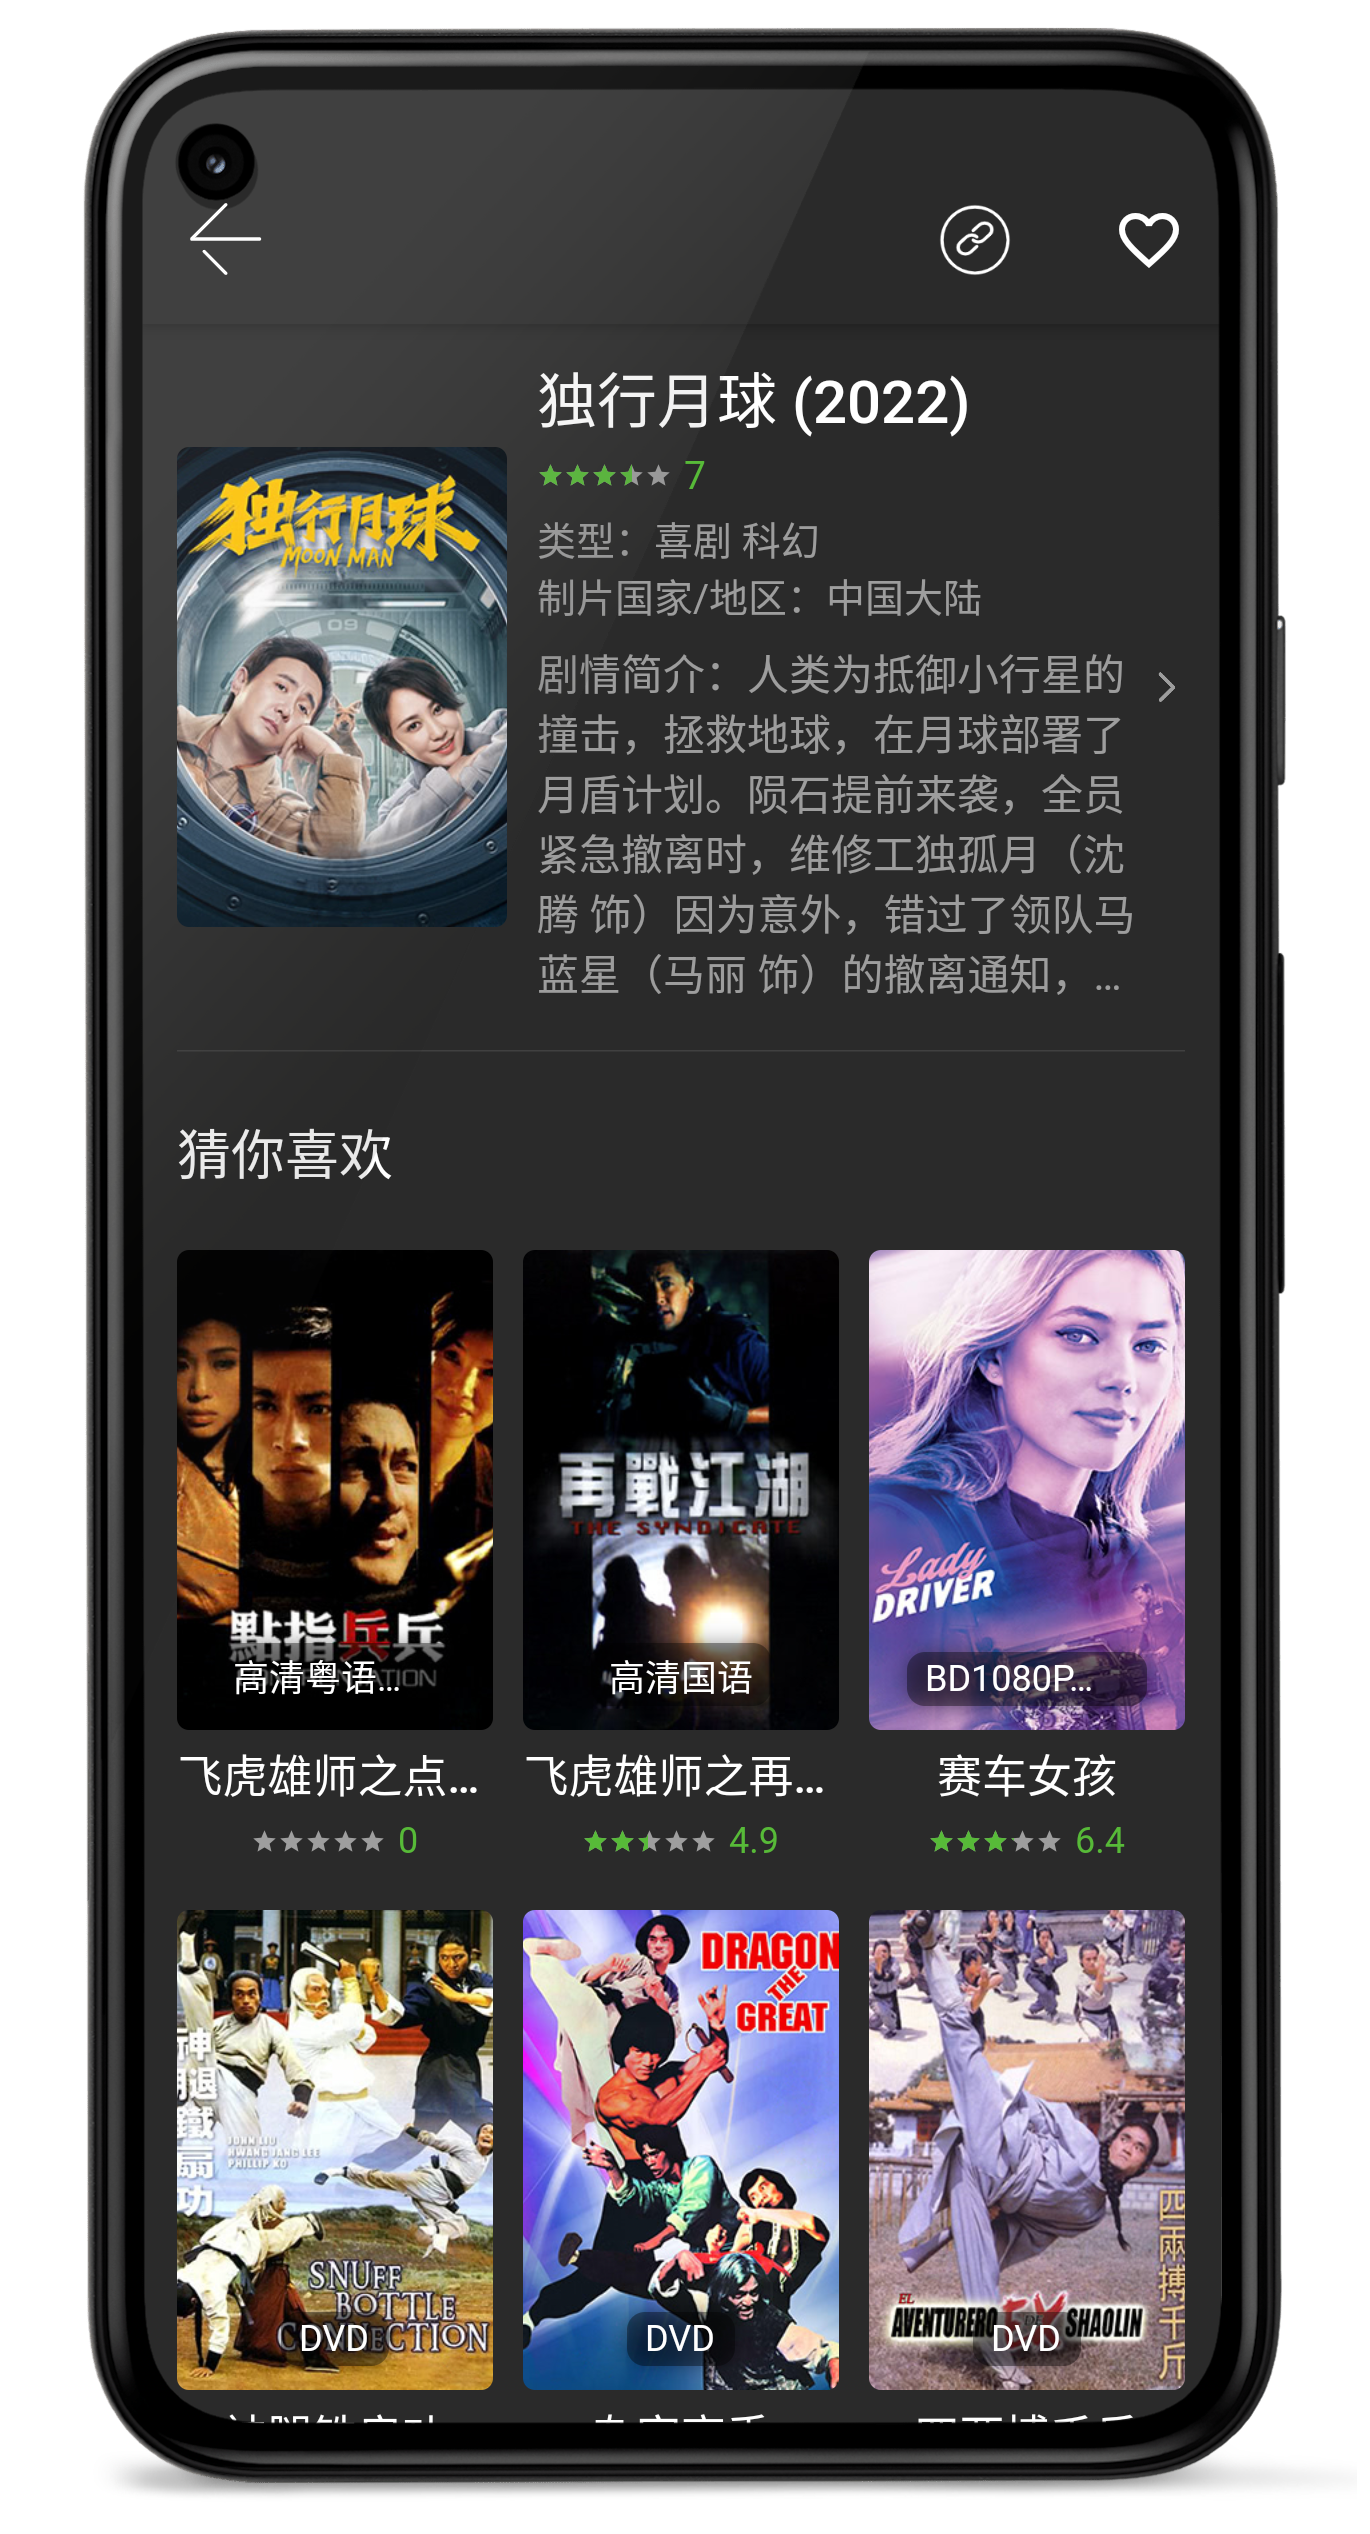 独行月球 (2022)
7
类型：喜剧 科幻
制片国家/地区：中国大陆
剧情简介：人类为抵御小行星的
撞击，拯救地球，在月球部署了
月盾计划。陨石提前来袭，全员
紧急撤离时，维修工独孤月（沈
腾 饰）因为意外，错过了领队马
蓝星（马丽 饰）的撤离通知，...
独行月球
MOON MAN
09
猜你喜欢
點指兵兵
高清粤语...
再戰江湖
THE SYNDICATE
高清国语
Lady
DRIVER
BD1080P...
飞虎雄师之点...
飞虎雄师之再...
赛车女孩
0
4.9
6.4
神腿鐵扇功
JOHN LIU
HWANG JANG LEE
PHILLIP KO
SNUFF
BOTTLE
CONNECTION
DVD
DRAGON
THE
GREAT
DVD
四兩搏千斤
EL
AVENTURERO DE SHAOLIN
DVD